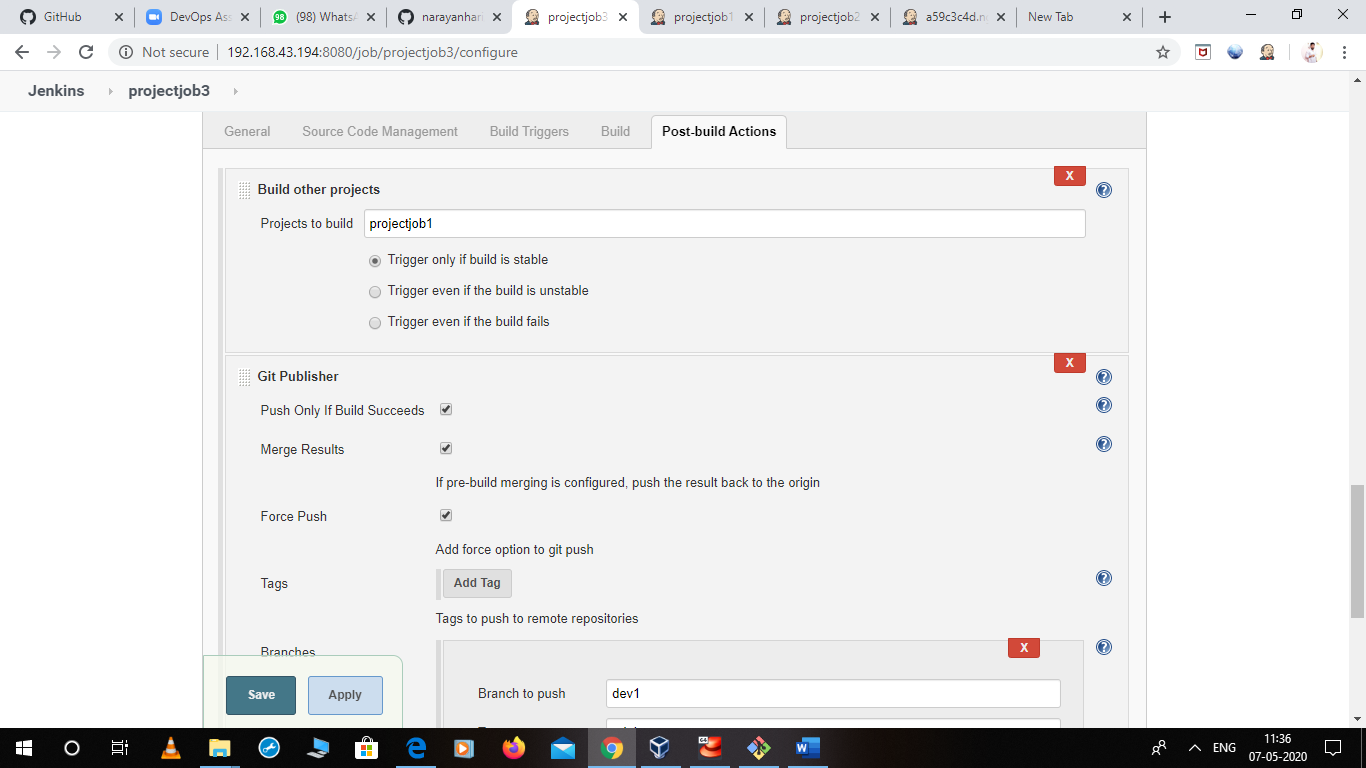 GitHub
DevOps Ass
(98) WhatsA
narayanhari
projectjob3
projectjob1
projectjob2
a59c3c4d.n
New Tab
Not secure
192.168.43.194:8080/job/projectjob3/configure
Jenkins
projectjob3
General
Source Code Management
Build Triggers
Build
Post-build Actions
Build other projects
X
?
Projects to build
projectjob1
Trigger only if build is stable
Trigger even if the build is unstable
Trigger even if the build fails
X
Git Publisher
?
Push Only If Build Succeeds
?
Merge Results
?
If pre-build merging is configured, push the result back to the origin
Force Push
Add force option to git push
Tags
Add Tag
?
Tags to push to remote repositories
Branches
X
?
Save
Apply
Branch to push
dev1
ENG
11:36
07-05-2020